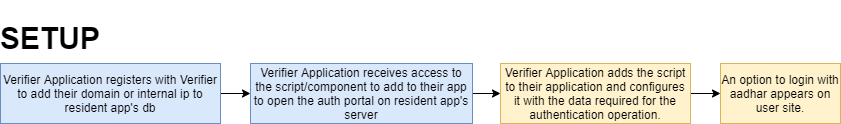 SETUP
Verifier Application registers with Verifier
to add their domain or internal ip to
resident app's db
Verifier Application receives access to
the script/component to add to their app
to open the auth portal on resident app's
server
Verifier Application adds the script
to their application and configures
it with the data required for the
authentication operation.
An option to login with
aadhar appears on
user site.